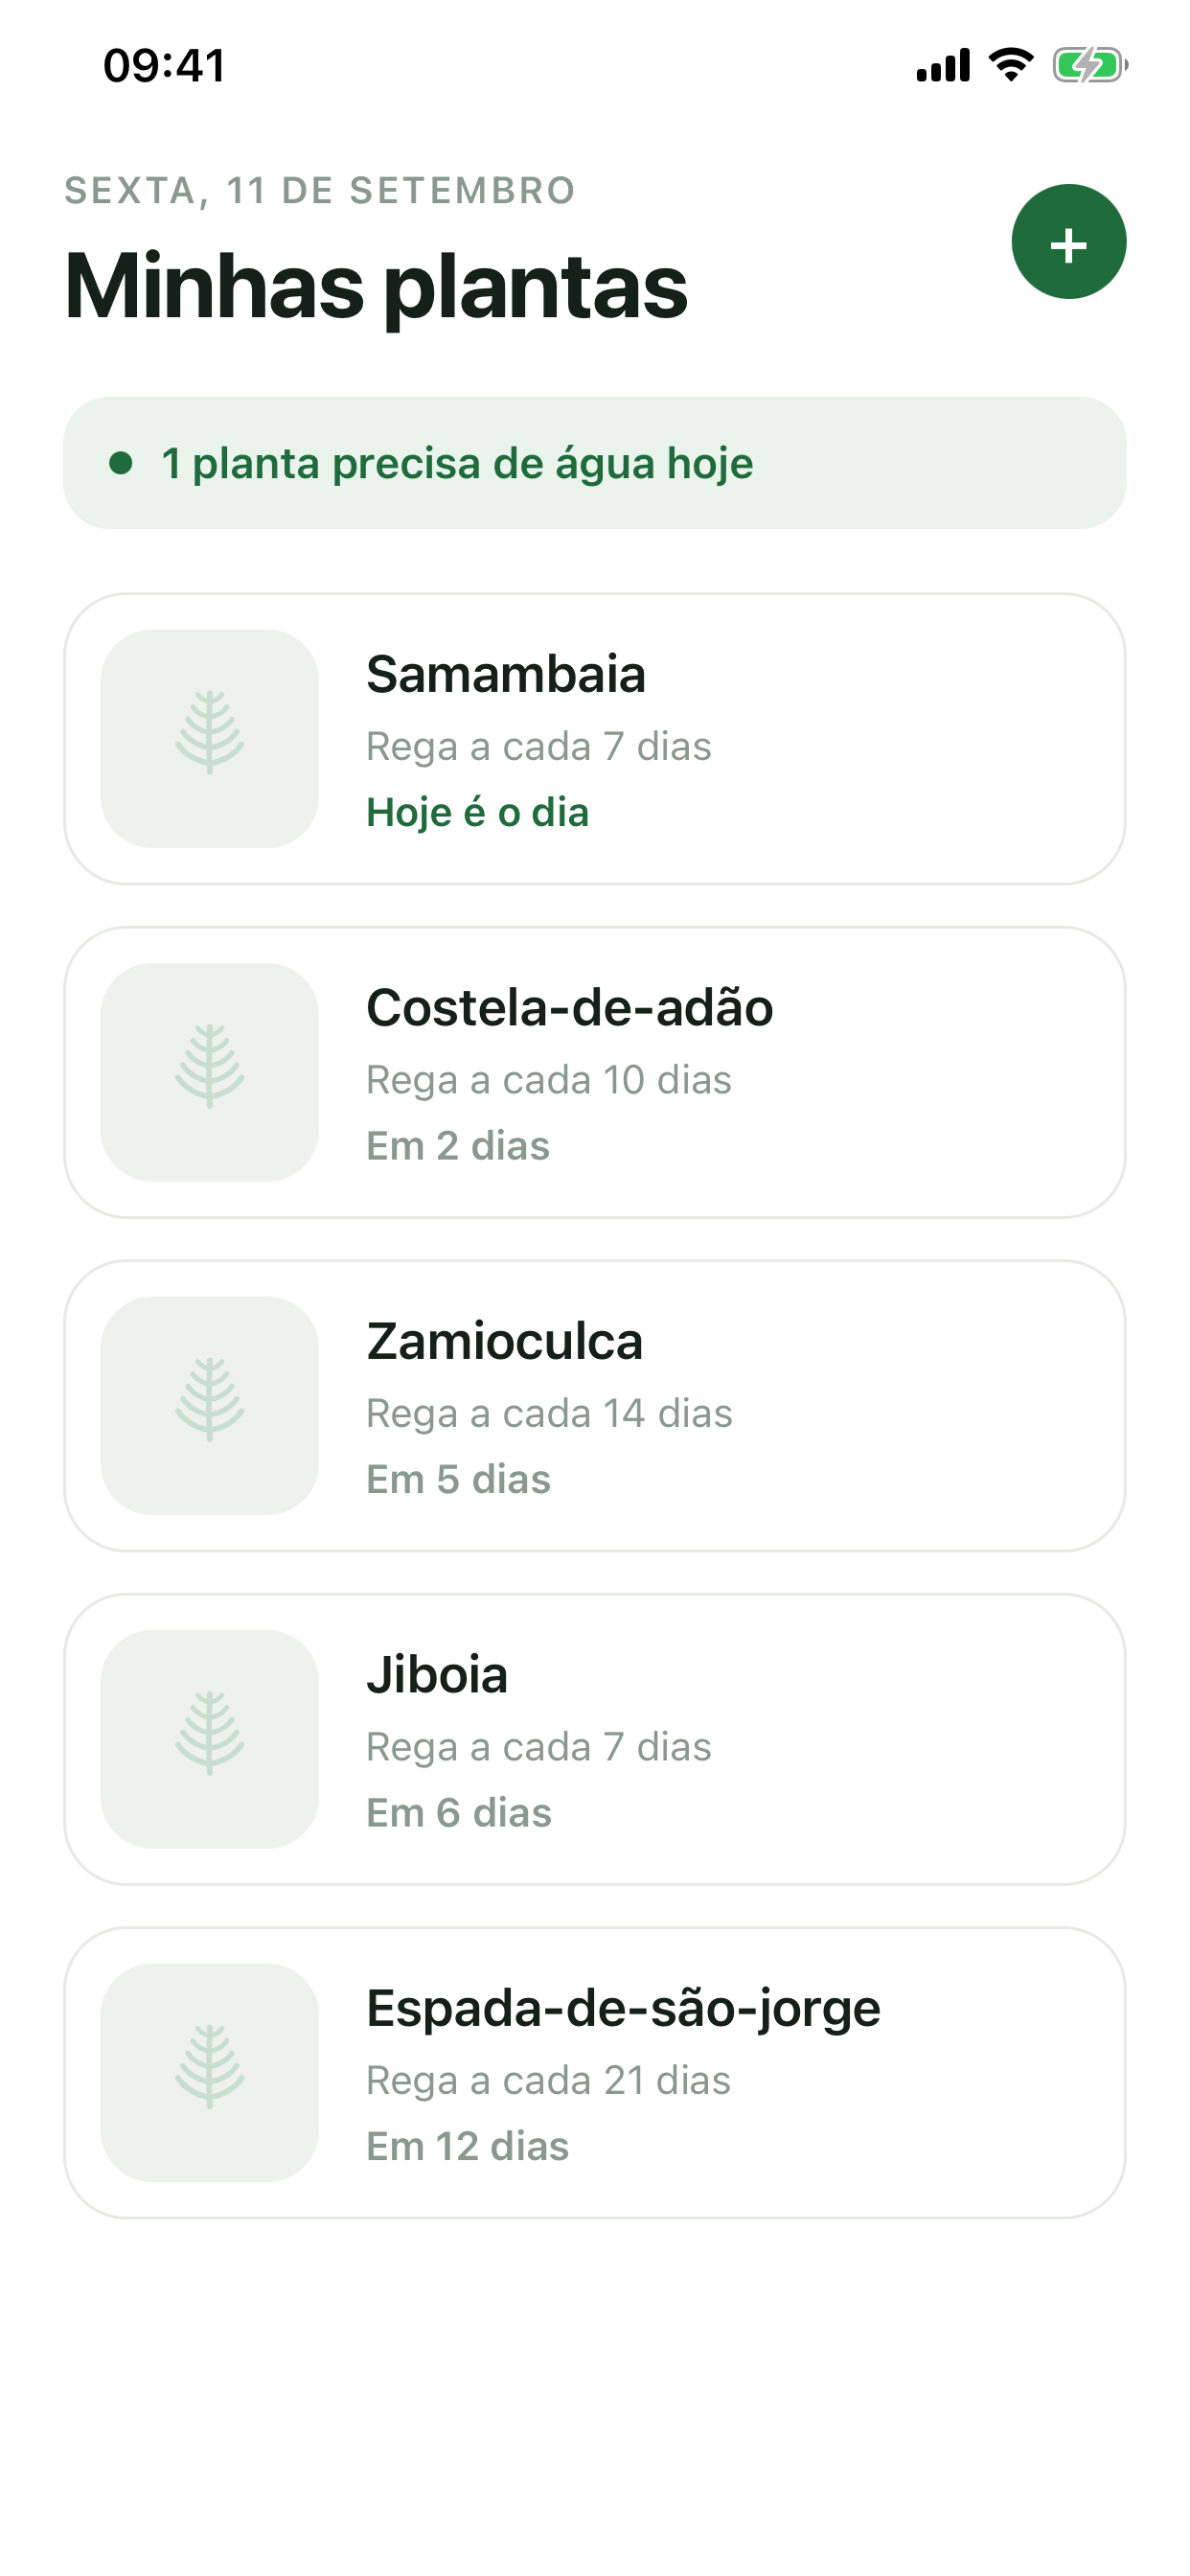 09:41
SEXTA, 11 DE SETEMBRO
Minhas plantas
+
1 planta precisa de água hoje
Samambaia
Rega a cada 7 dias
Hoje é o dia
Costela-de-adão
Rega a cada 10 dias
Em 2 dias
Zamioculca
Rega a cada 14 dias
Em 5 dias
Jiboia
Rega a cada 7 dias
Em 6 dias
Espada-de-são-jorge
Rega a cada 21 dias
Em 12 dias